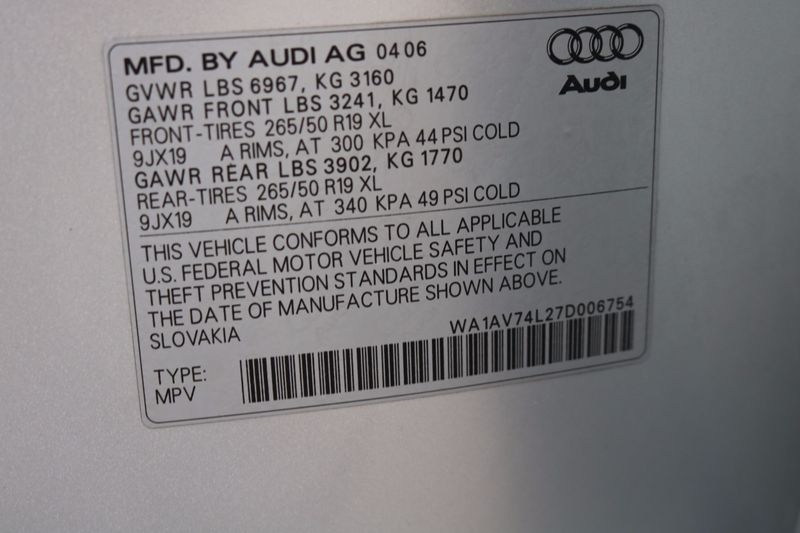 MFD. BY AUDI AG 04 06
GVWR LBS 6967, KG 3160
GAWR FRONT LBS 3241, KG 1470
FRONT-TIRES 265/50 R19 XL
9JX19 A RIMS, AT 300 KPA 44 PSI COLD
GAWR REAR LBS 3902, KG 1770
REAR-TIRES 265/50 R19 XL
9JX19 A RIMS, AT 340 KPA 49 PSI COLD
Audi
THIS VEHICLE CONFORMS TO ALL APPLICABLE
U.S. FEDERAL MOTOR VEHICLE SAFETY AND
THEFT PREVENTION STANDARDS IN EFFECT ON
THE DATE OF MANUFACTURE SHOWN ABOVE.
SLOVAKIA
WA1AV74L27D006754
TYPE:
MPV